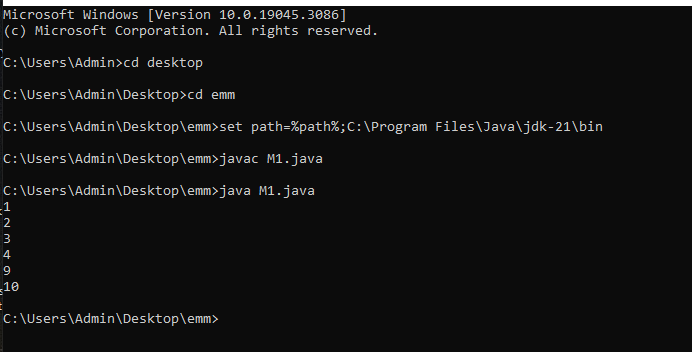 Microsoft Windows [Version 10.0.19045.3086]
(c) Microsoft Corporation. All rights reserved.
C:\Users\Admin>cd desktop
C:\Users\Admin\Desktop>cd emm
C:\Users\Admin\Desktop\emm>set path=%path%;C:\Program Files\Java\jdk-21\bin
C:\Users\Admin\Desktop\emm>javac M1.java
C:\Users\Admin\Desktop\emm>java M1.java
1
2
3
4
9
10
C:\Users\Admin\Desktop\emm>